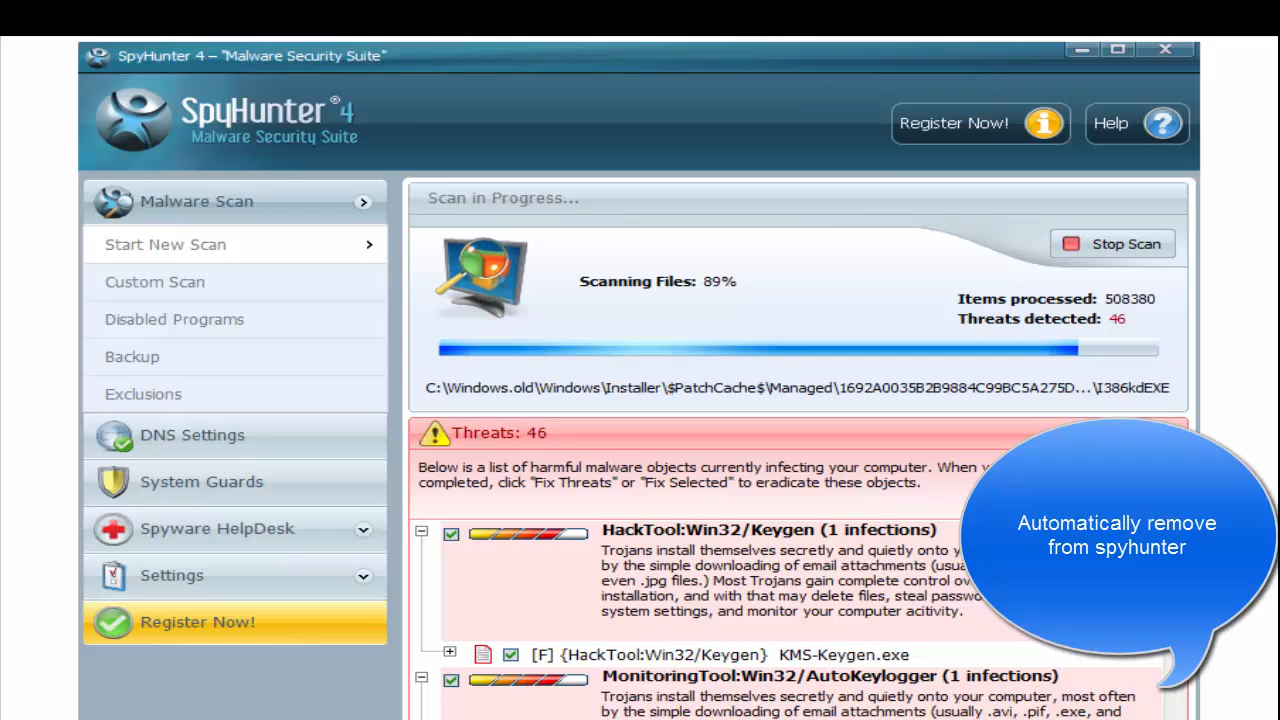 SpyHunter 4 – "Malware Security Suite"
SpyHunter®4
Malware Security Suite
Register Now!
Help
Malware Scan
Start New Scan
Custom Scan
Disabled Programs
Backup
Exclusions
DNS Settings
System Guards
Spyware HelpDesk
Settings
Register Now!
Scan in Progress...
Stop Scan
Scanning Files: 89%
Items processed: 508380
Threats detected: 46
C:\Windows.old\Windows\Installer\$PatchCache$\Managed\1692A0035B2B9884C99BC5A275D...\I386kdEXE
Threats: 46
Below is a list of harmful malware objects currently infecting your computer. When
completed, click "Fix Threats" or "Fix Selected" to eradicate these objects.
HackTool:Win32/Keygen (1 infections)
Trojans install themselves secretly and quietly onto
by the simple downloading of email attachments
even .jpg files.) Most Trojans gain complete control
installation, and with that may delete files, steal
system settings, and monitor your computer acitivity.
[F] {HackTool:Win32/Keygen} KMS-Keygen.exe
MonitoringTool:Win32/AutoKeylogger (1 infections)
Trojans install themselves secretly and quietly onto your computer, most often
by the simple downloading of email attachments (usually .avi, .pif, .exe, and
Automatically remove
from spyhunter